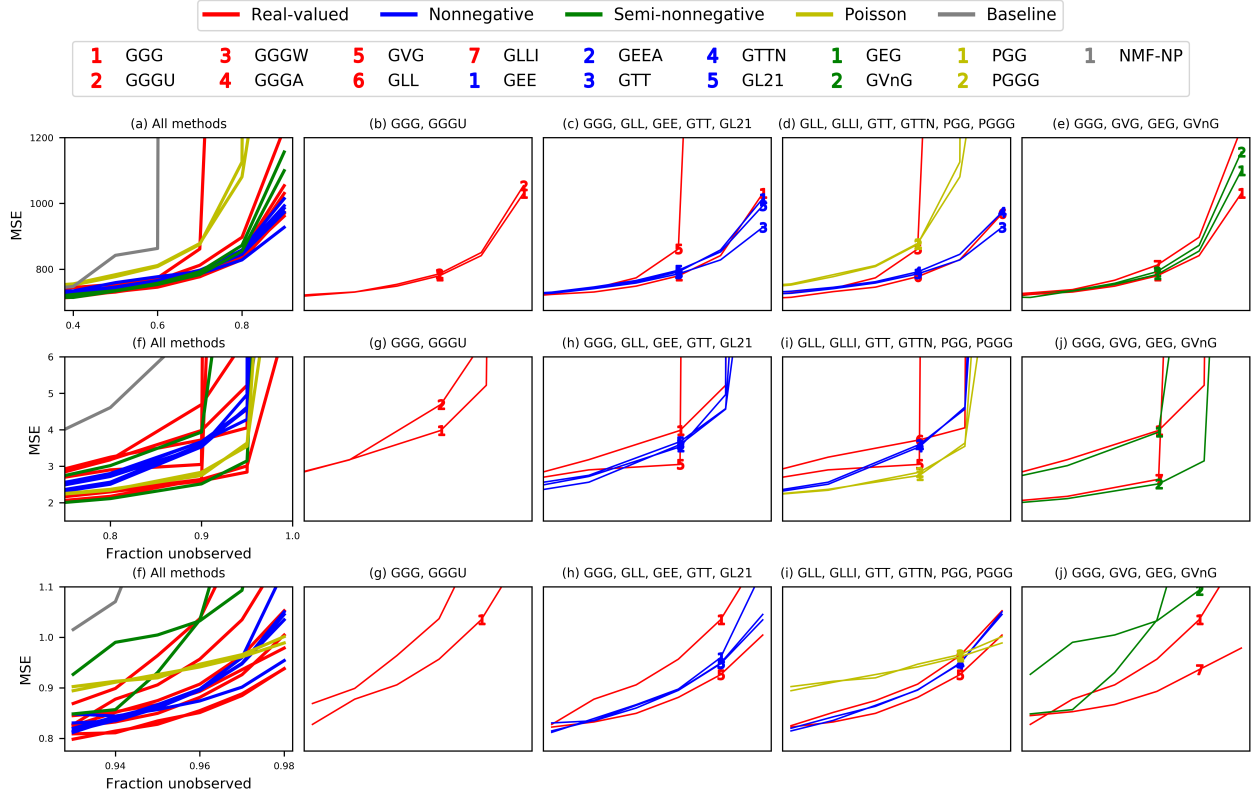 Real-valued Nonnegative Semi-nonnegative Poisson Baseline
1 GGG 3 GGGW 5 GVG 7 GLLI 2 GEEA 4 GTTN 1 GEG 1 PGG 1 NMF-NP
2 GGGU 4 GGGA 6 GLL 1 GEE 3 GTT 5 GL21 2 GVnG 2 PGGG
(a) All methods (b) GGG, GGGU (c) GGG, GLL, GEE, GTT, GL21 (d) GLL, GLLI, GTT, GTTN, PGG, PGGG (e) GGG, GVG, GEG, GVnG
1200
1000
800
MSE
0.4 0.6 0.8
(f) All methods (g) GGG, GGGU (h) GGG, GLL, GEE, GTT, GL21 (i) GLL, GLLI, GTT, GTTN, PGG, PGGG (j) GGG, GVG, GEG, GVnG
6
5
4
3
2
MSE
0.8 0.9 1.0
Fraction unobserved
(f) All methods (g) GGG, GGGU (h) GGG, GLL, GEE, GTT, GL21 (i) GLL, GLLI, GTT, GTTN, PGG, PGGG (j) GGG, GVG, GEG, GVnG
1.1
1.0
0.9
0.8
MSE
0.94 0.96 0.98
Fraction unobserved